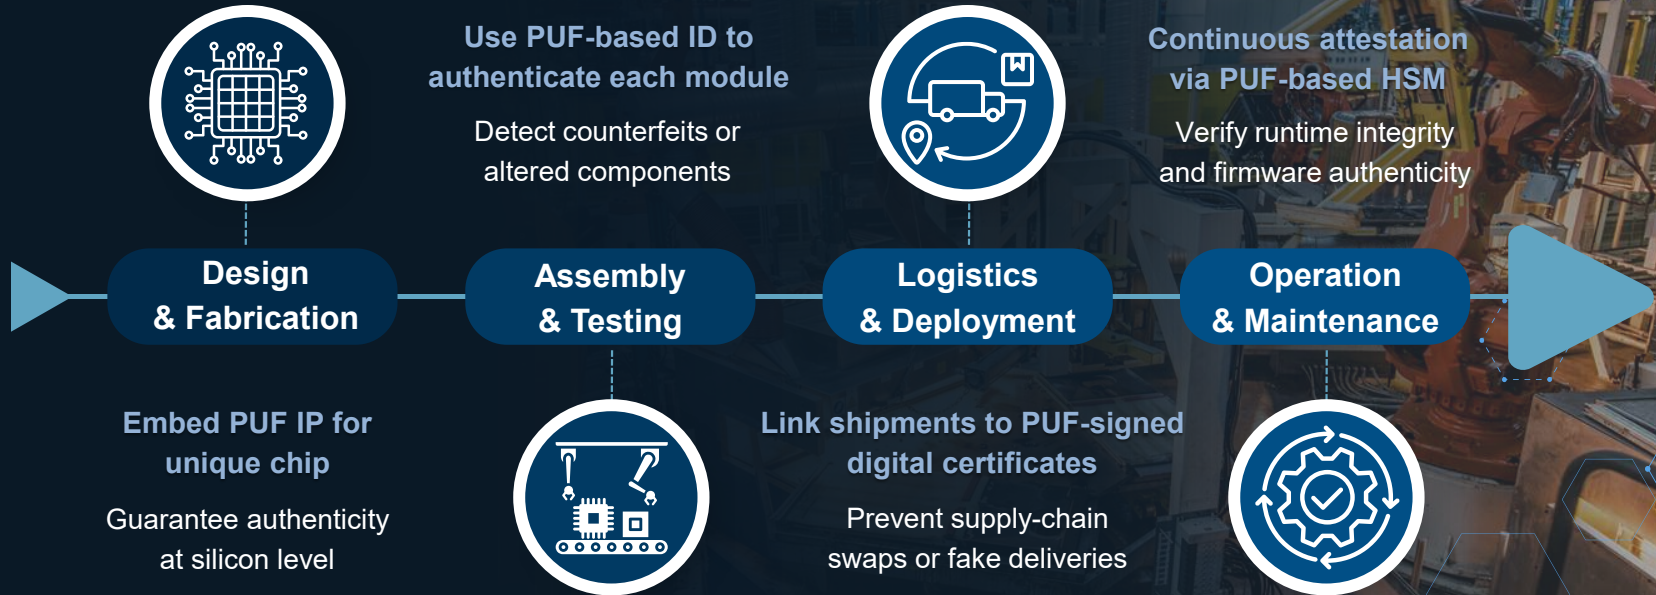 Use PUF-based ID to
authenticate each module
Detect counterfeits or
altered components
Continuous attestation
via PUF-based HSM
Verify runtime integrity
and firmware authenticity
Design
& Fabrication
Assembly
& Testing
Logistics
& Deployment
Operation
& Maintenance
Embed PUF IP for
unique chip
Guarantee authenticity
at silicon level
Link shipments to PUF-signed
digital certificates
Prevent supply-chain
swaps or fake deliveries